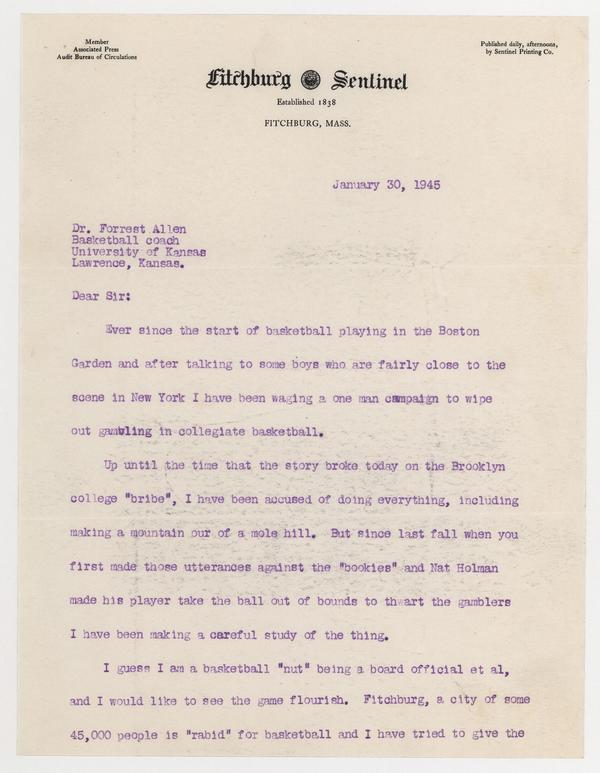 Member
Associated Press
Audit Bureau of Circulations
Published daily, afternoons,
by Sentinel Printing Co.
Fitchburg Sentinel
Established 1838
FITCHBURG, MASS.
January 30, 1945
Dr. Forrest Allen
Basketball coach
University of Kansas
Lawrence, Kansas.
Dear Sir:
Ever since the start of basketball playing in the Boston
Garden and after talking to some boys who are fairly close to the
scene in New York I have been waging a one man campaign to wipe
out gambling in collegiate basketball.
Up until the time that the story broke today on the Brooklyn
college "bribe", I have been accused of doing everything, including
making a mountain our of a mole hill. But since last fall when you
first made those utterances against the "bookies" and Nat Holman
made his player take the ball out of bounds to thwart the gamblers
I have been making a careful study of the thing.
I guess I am a basketball "nut" being a board official et al,
and I would like to see the game flourish. Fitchburg, a city of some
45,000 people is "rabid" for basketball and I have tried to give the